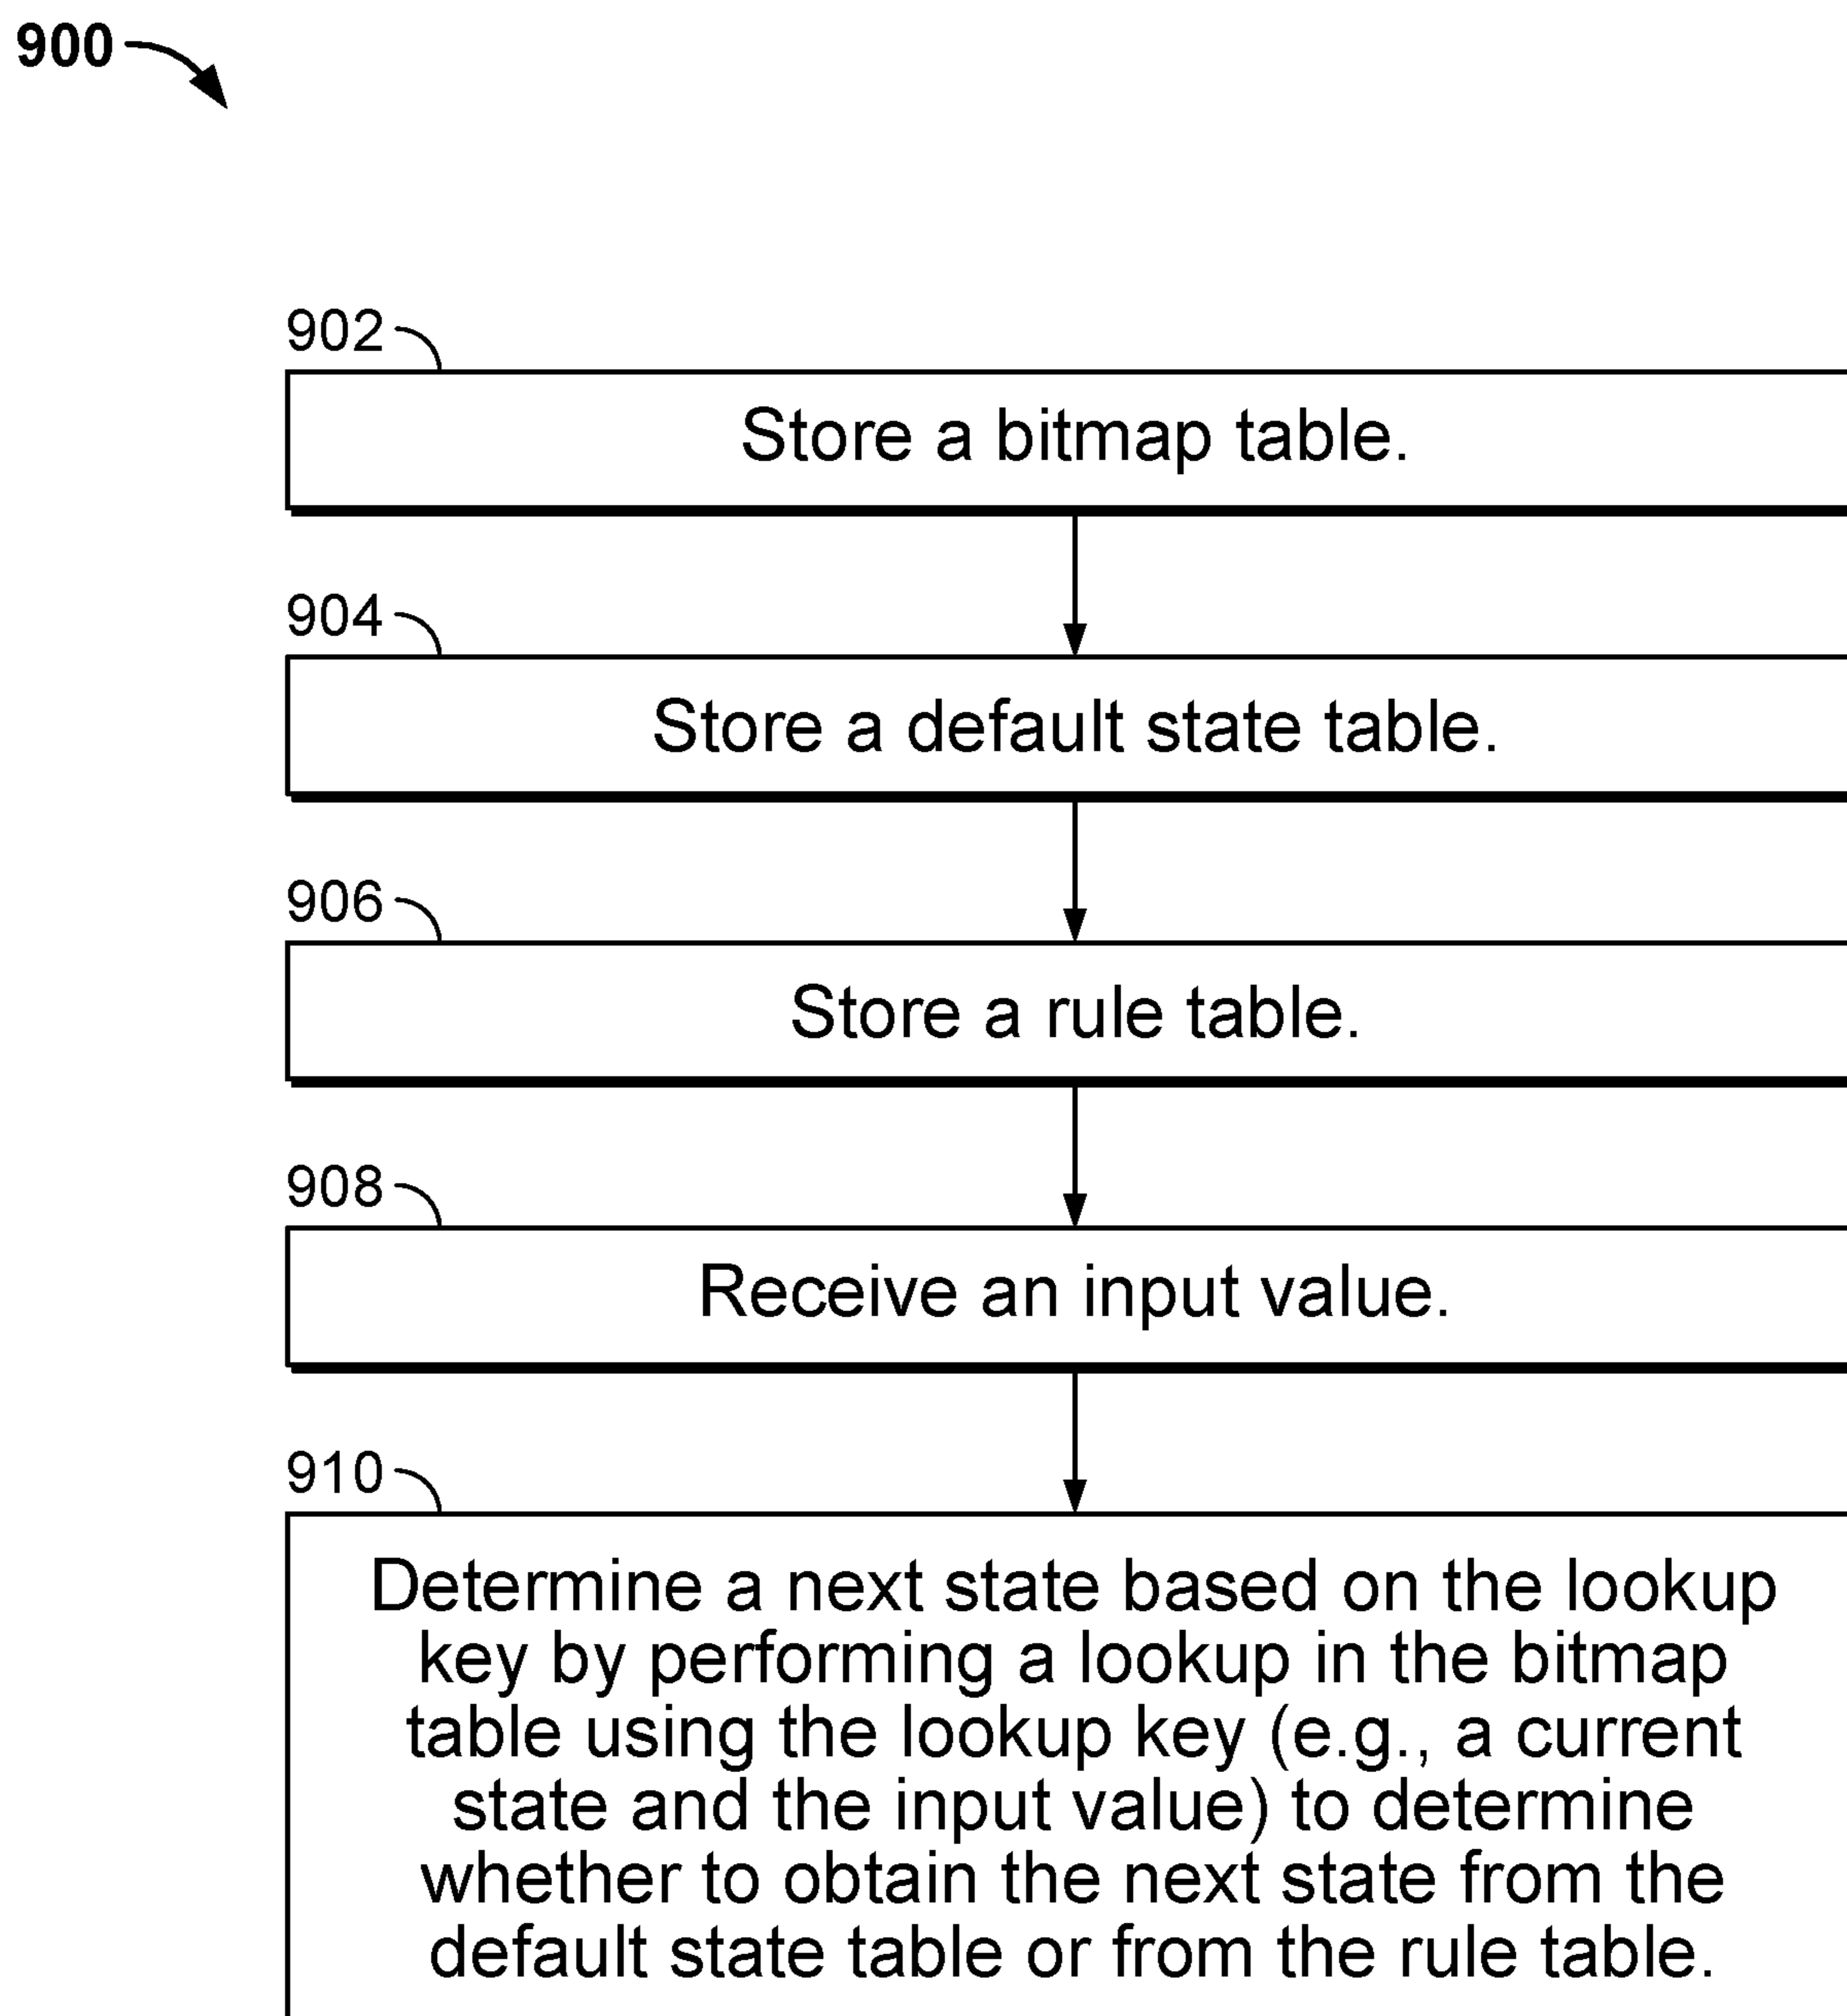 900
902
Store a bitmap table.
904
Store a default state table.
906
Store a rule table.
908
Receive an input value.
910
Determine a next state based on the lookup
key by performing a lookup in the bitmap
table using the lookup key (e.g., a current
state and the input value) to determine
whether to obtain the next state from the
default state table or from the rule table.